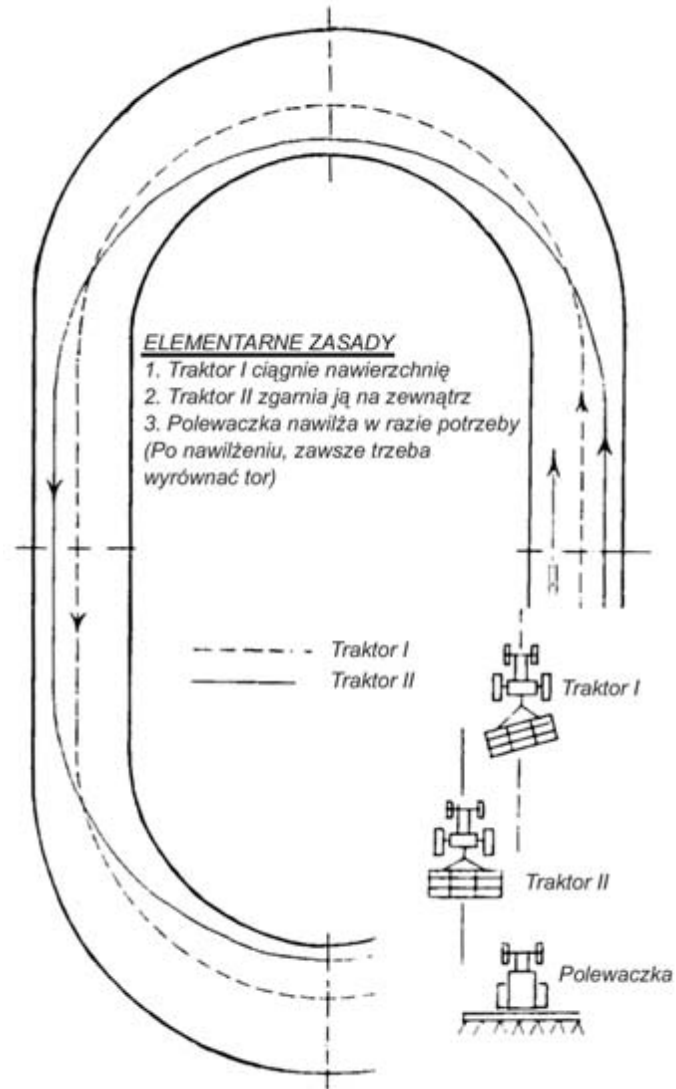 ELEMENTARNE ZASADY
1. Traktor I ciągnie nawierzchnię
2. Traktor II zgarnia ją na zewnątrz
3. Polewaczka nawilża w razie potrzeby
(Po nawilżeniu, zawsze trzeba
wyrównać tor)
Traktor I
Traktor II
Traktor I
Traktor II
Polewaczka